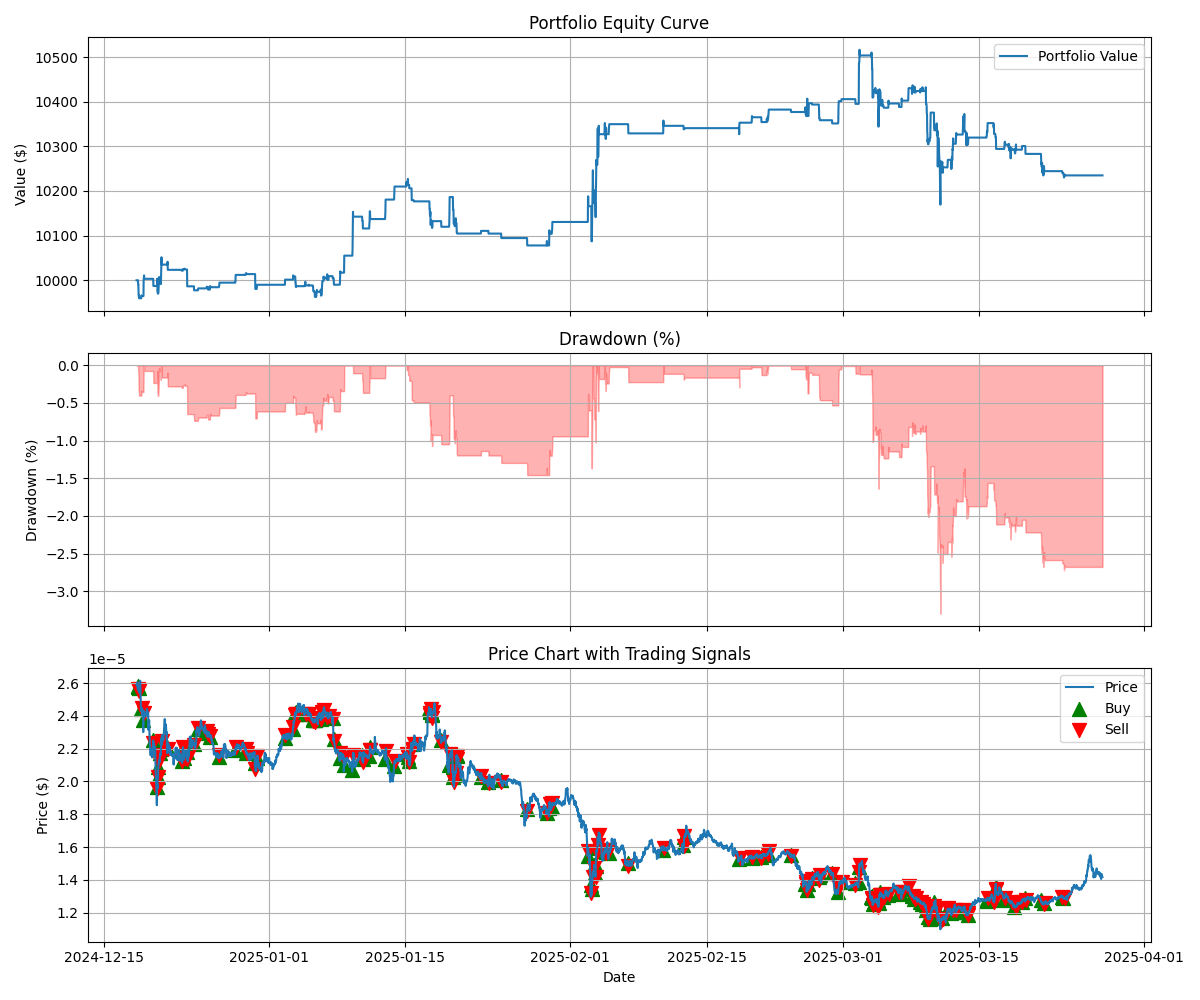 Portfolio Equity Curve
Value ($)
10500
10400
10300
10200
10100
10000
Portfolio Value
Drawdown (%)
Drawdown (%)
0.0
−0.5
−1.0
−1.5
−2.0
−2.5
−3.0
Price Chart with Trading Signals
1e−5
Price ($)
2.6
2.4
2.2
2.0
1.8
1.6
1.4
1.2
Price
Buy
Sell
2024-12-15 2025-01-01 2025-01-15 2025-02-01 2025-02-15 2025-03-01 2025-03-15 2025-04-01
Date